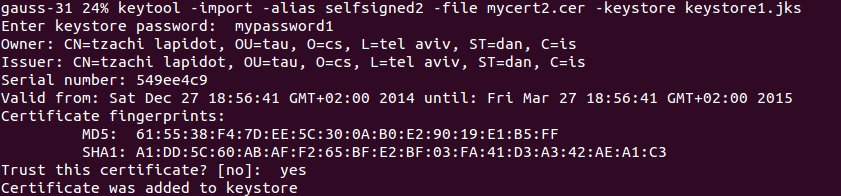 gauss-31 24% keytool -import -alias selfsigned2 -file mycert2.cer -keystore keystore1.jks
Enter keystore password:  mypassword1
Owner: CN=tzachi lapidot, OU=tau, O=cs, L=tel aviv, ST=dan, C=is
Issuer: CN=tzachi lapidot, OU=tau, O=cs, L=tel aviv, ST=dan, C=is
Serial number: 549ee4c9
Valid from: Sat Dec 27 18:56:41 GMT+02:00 2014 until: Fri Mar 27 18:56:41 GMT+02:00 2015
Certificate fingerprints:
MD5:  61:55:38:F4:7D:EE:5C:30:0A:B0:E2:90:19:E1:B5:FF
SHA1: A1:DD:5C:60:AB:AF:F2:65:BF:E2:BF:03:FA:41:D3:A3:42:AE:A1:C3
Trust this certificate? [no]:  yes
Certificate was added to keystore